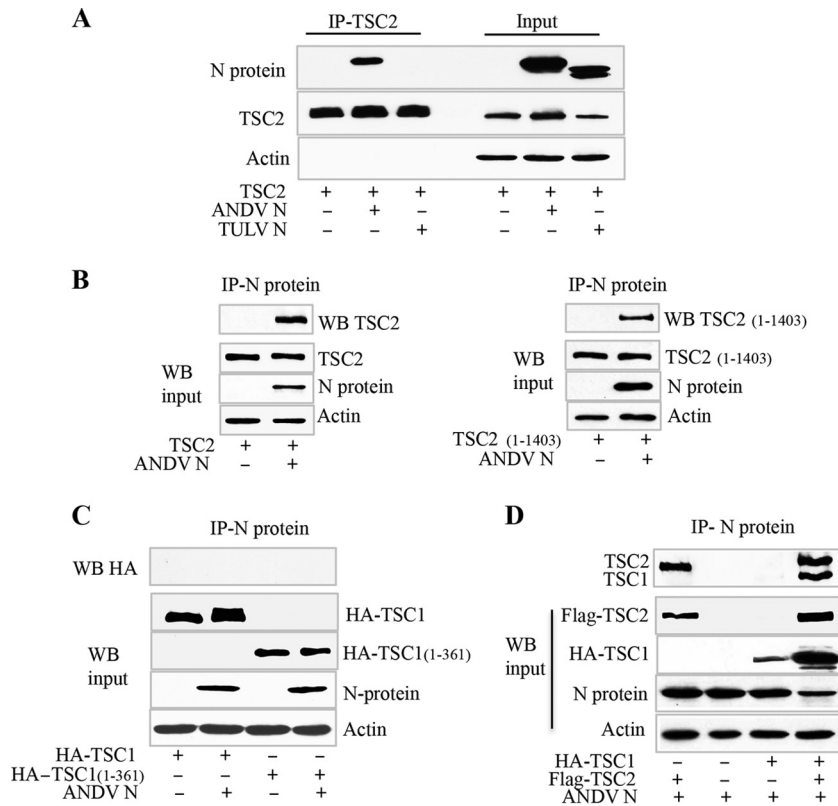 A
IP-TSC2 Input
N protein
TSC2
Actin
TSC2 + + + + + +
ANDV N – + – – + –
TULV N – – + – – +
B
IP-N protein
WB TSC2
WB input
TSC2
N protein
Actin
TSC2 + +
ANDV N – +
IP-N protein
WB TSC2 (1-1403)
WB input
TSC2 (1-1403)
N protein
Actin
TSC2 (1-1403) + +
ANDV N – +
C
IP-N protein
WB HA
WB input
HA-TSC1
HA-TSC1(1-361)
N-protein
Actin
HA-TSC1 + + – –
HA–TSC1(1-361) – – + +
ANDV N – + – +
D
IP- N protein
TSC2
TSC1
WB input
Flag-TSC2
HA-TSC1
N protein
Actin
HA-TSC1 – – + +
Flag-TSC2 + – – +
ANDV N + + + +